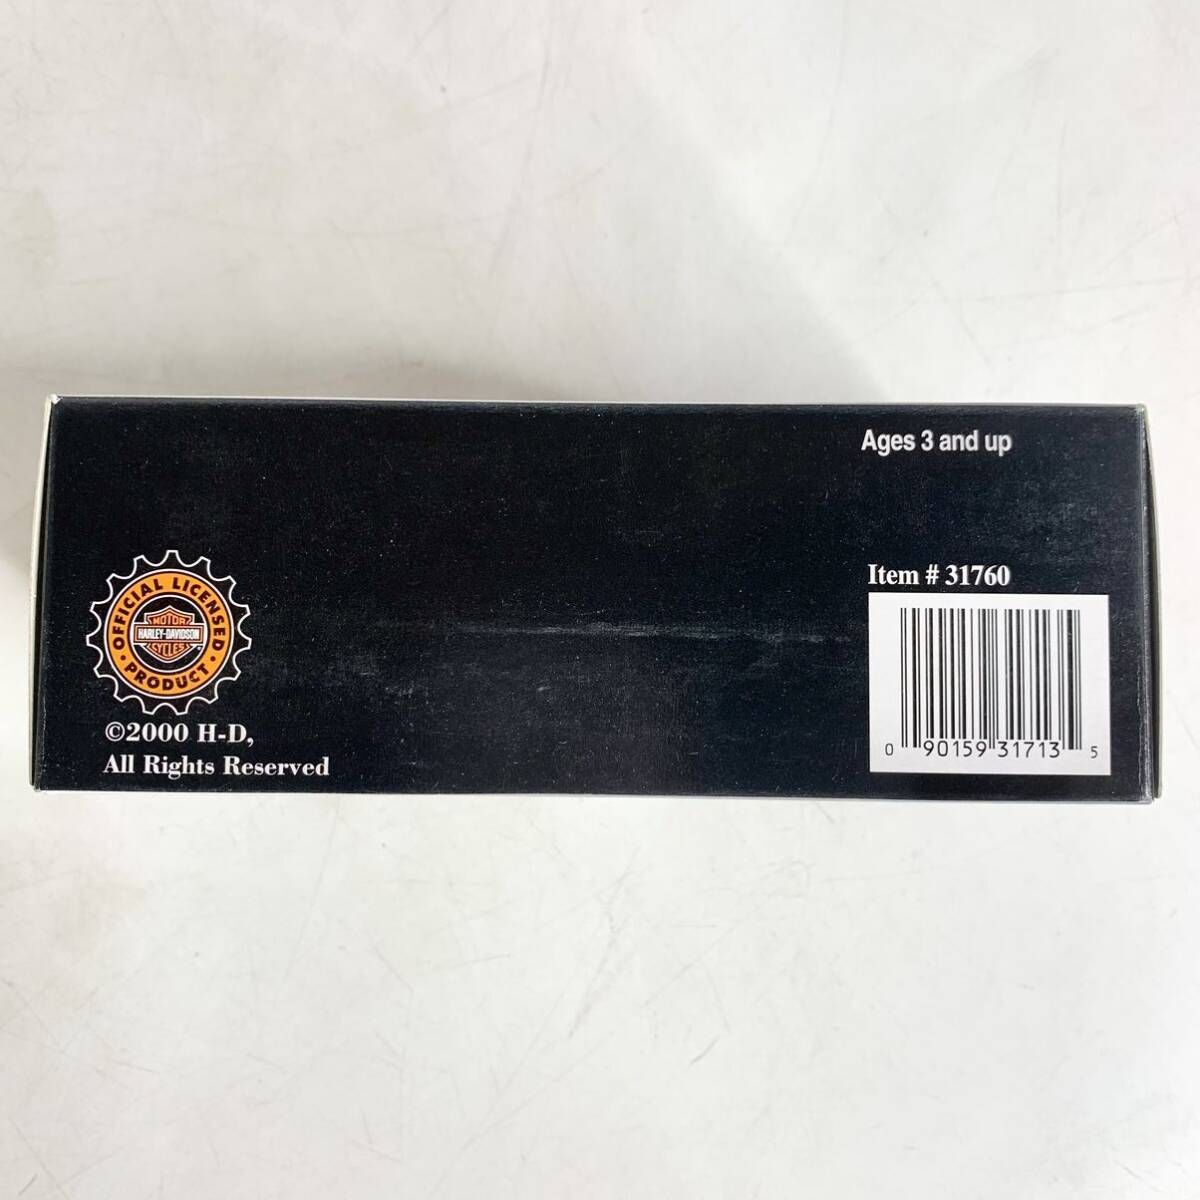 Ages 3 and up
Item # 31760
0 90159 31713 5
OFFICIAL LICENSED
MOTOR
HARLEY-DAVIDSON
CYCLES
• PRODUCT •
©2000 H-D,
All Rights Reserved